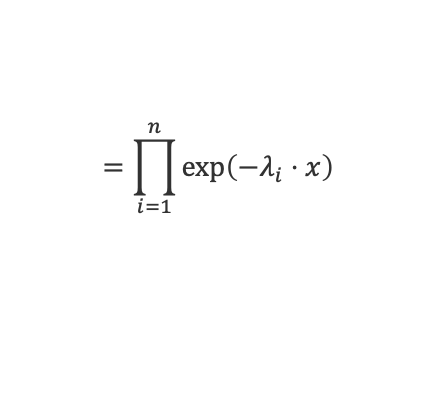 = ∏_{i=1}^{n} exp(−λ_i · x)